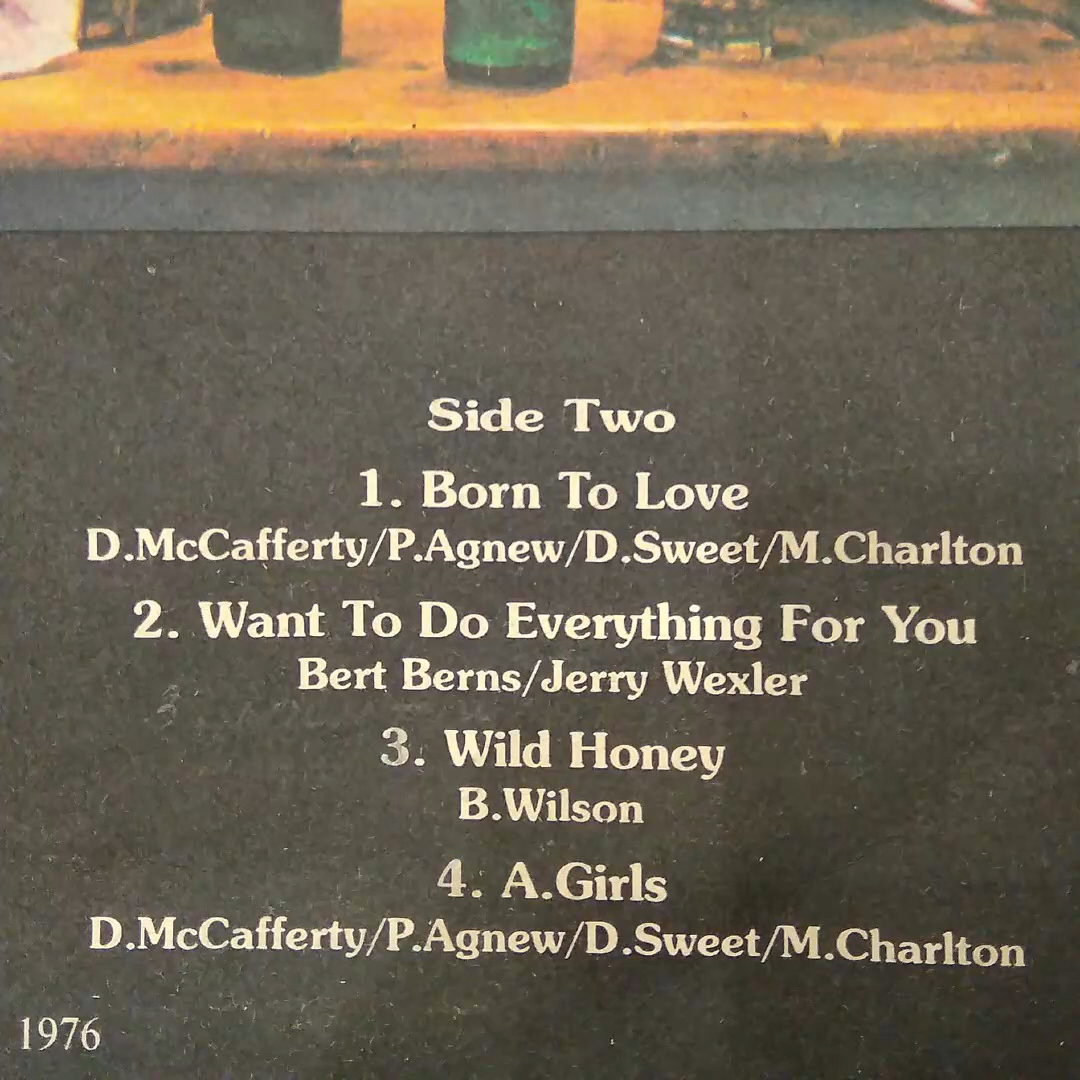 Side Two
1. Born To Love
D.McCafferty/P.Agnew/D.Sweet/M.Charlton
2. Want To Do Everything For You
Bert Berns/Jerry Wexler
3. Wild Honey
B.Wilson
4. A.Girls
D.McCafferty/P.Agnew/D.Sweet/M.Charlton
1976